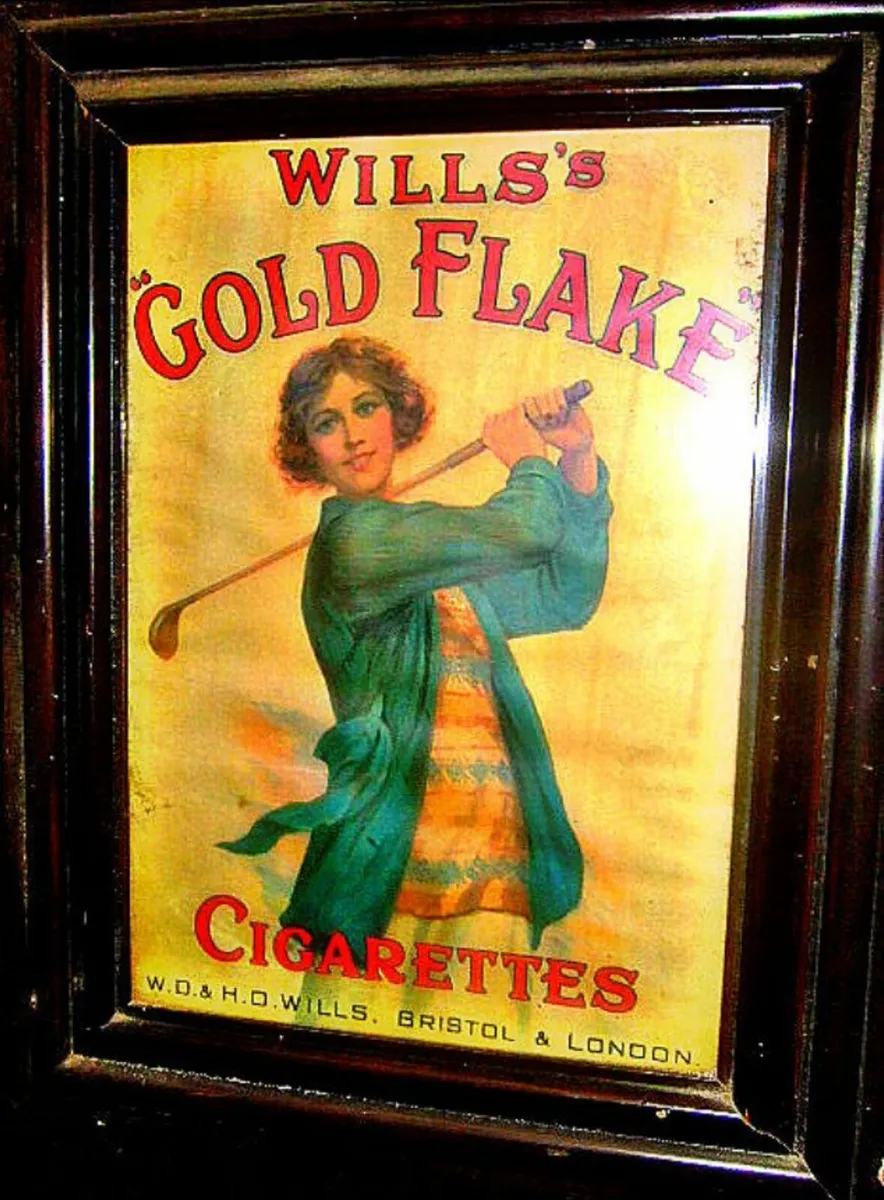 WILLS'S
"GOLD FLAKE"
CIGARETTES
W.D. & H.O. WILLS. BRISTOL & LONDON.